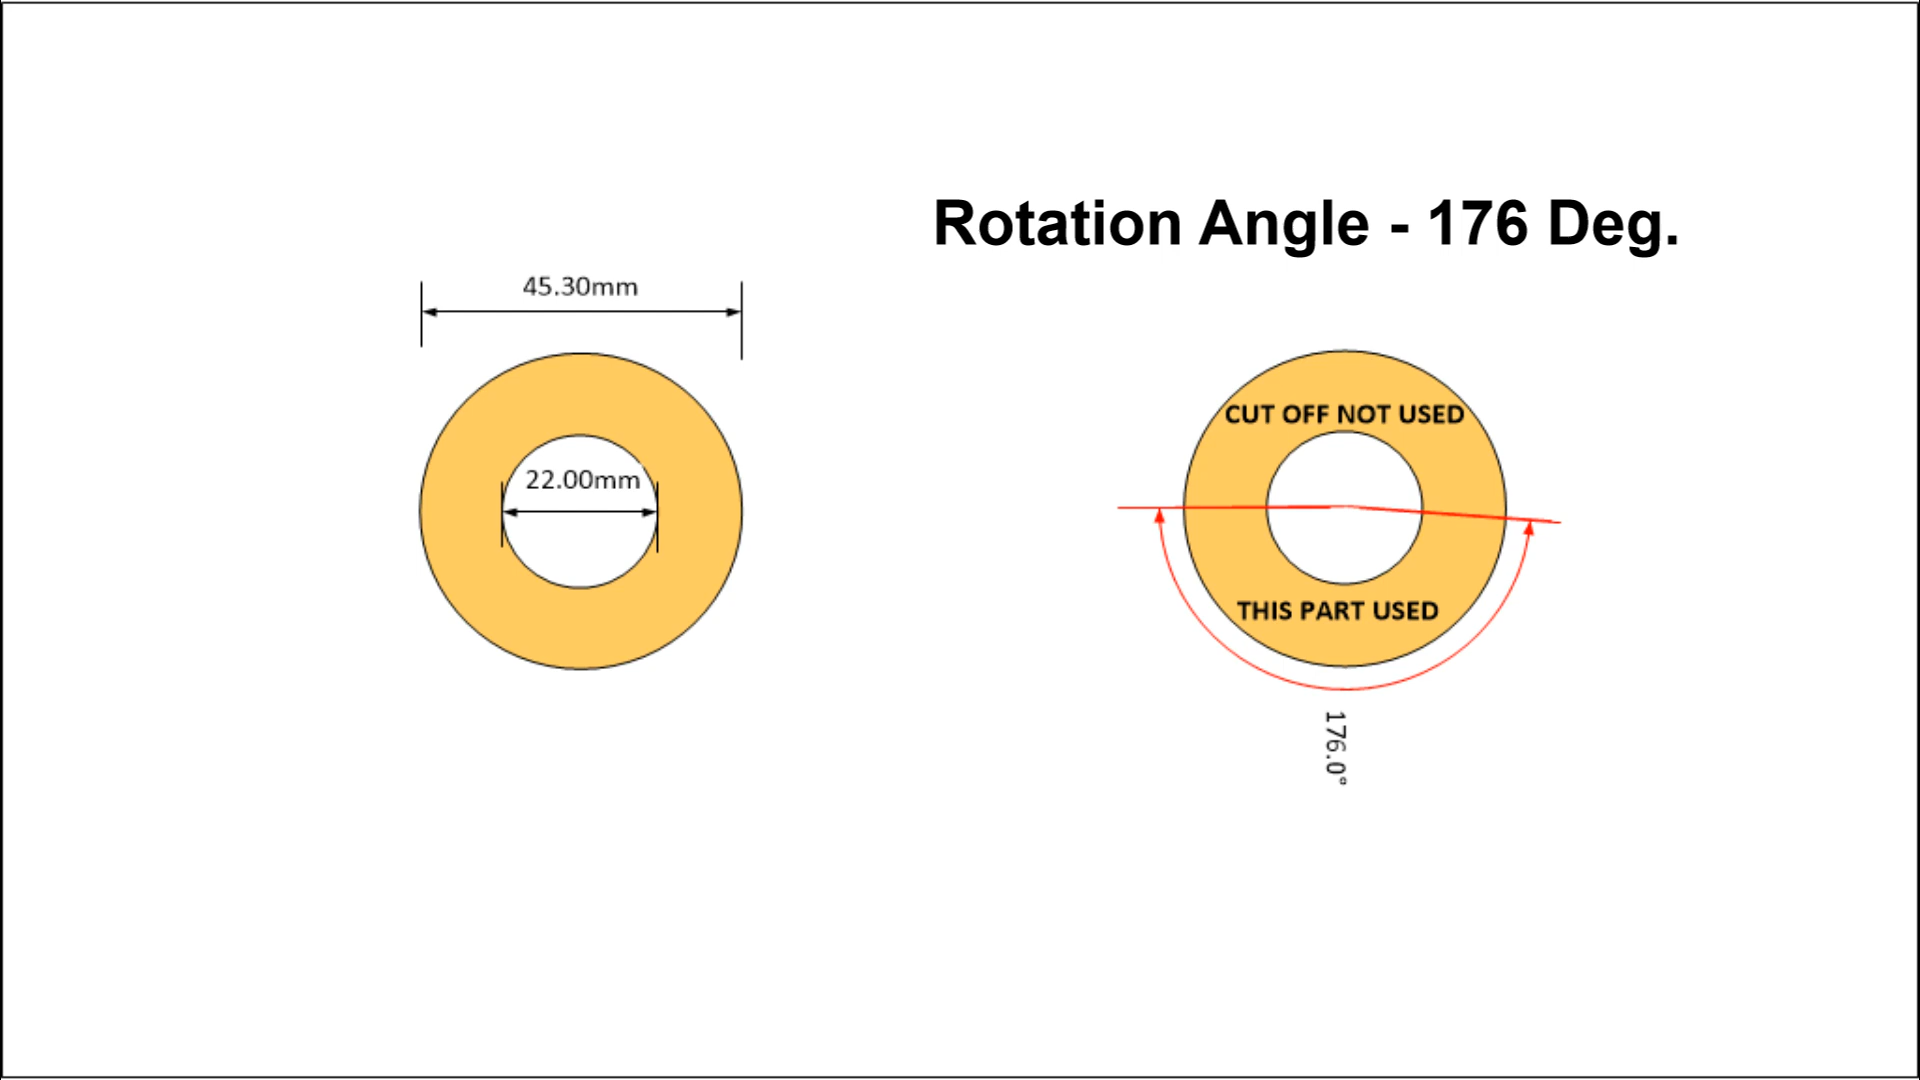 Rotation Angle - 176 Deg.
45.30mm
22.00mm
CUT OFF NOT USED
THIS PART USED
176.0°